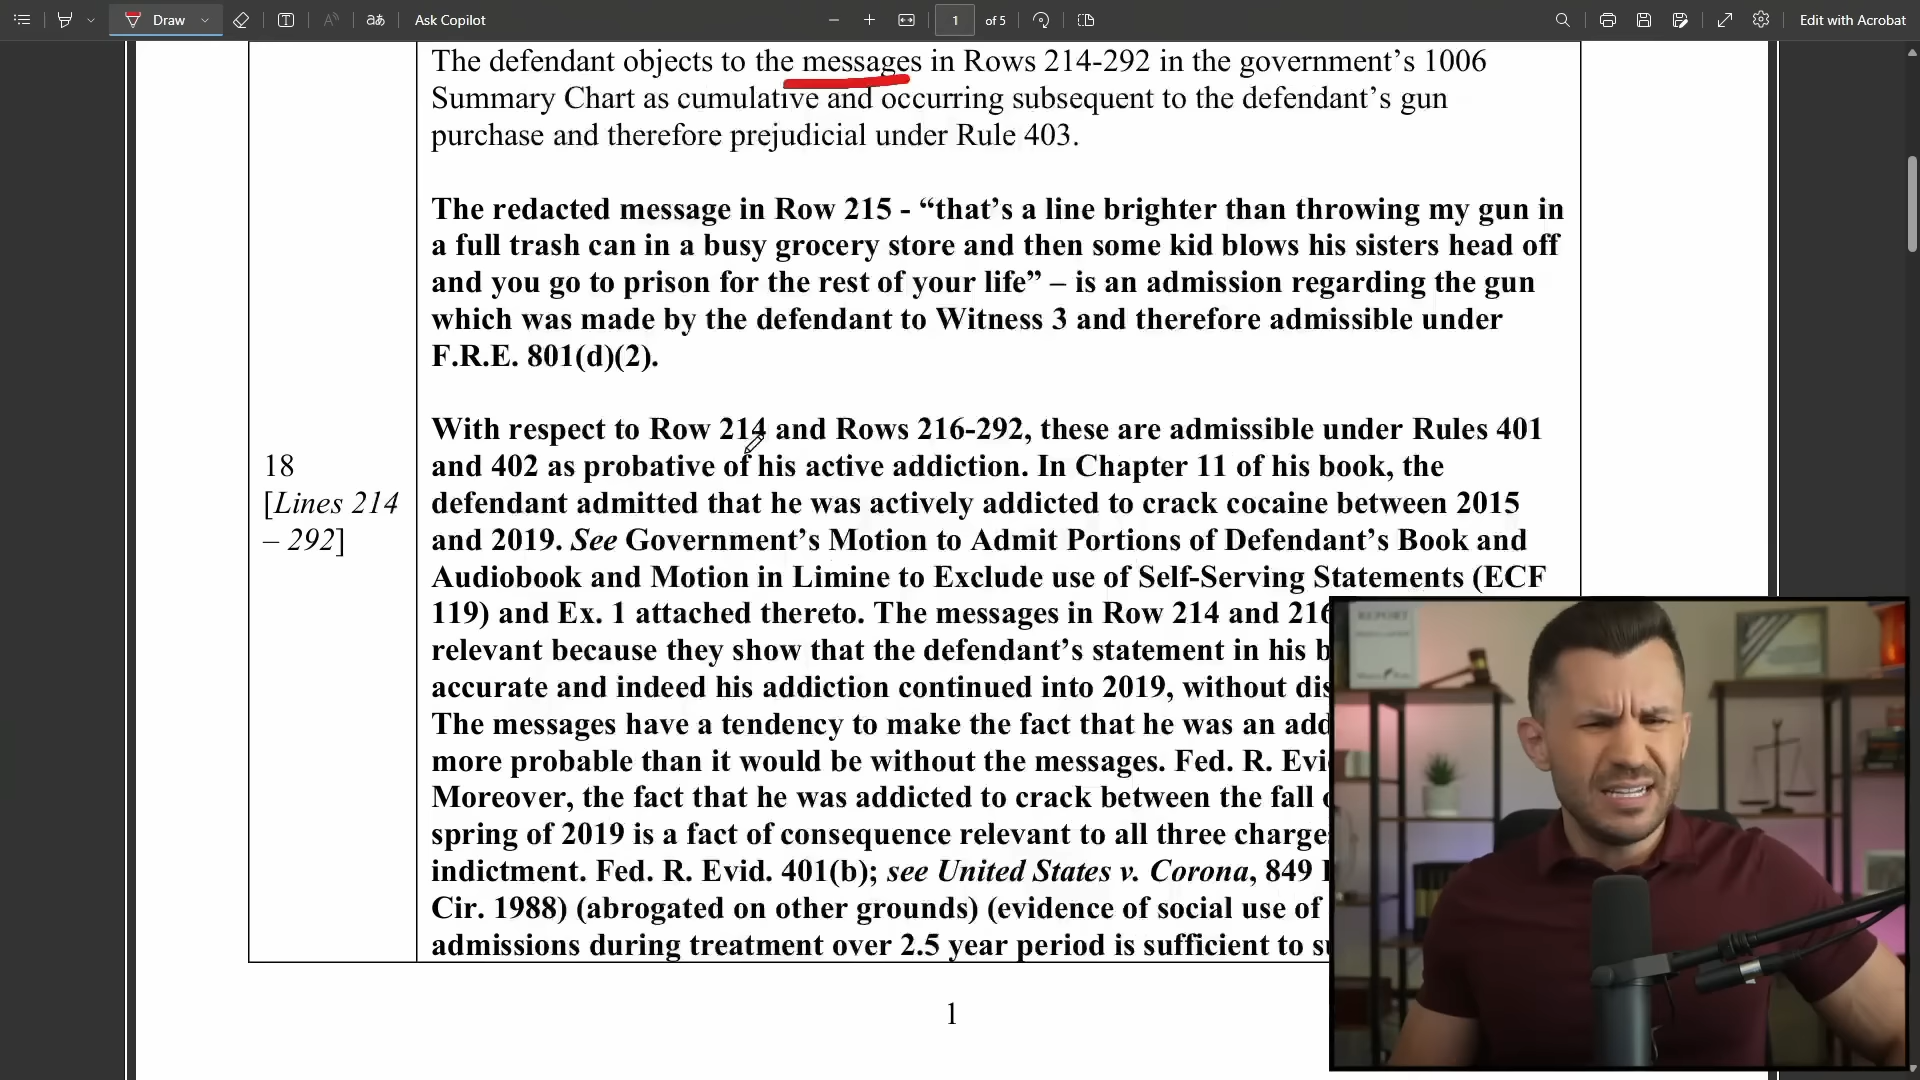 Draw
aあ
Ask Copilot
1
of 5
Edit with Acrobat
The defendant objects to the messages in Rows 214-292 in the government’s 1006
Summary Chart as cumulative and occurring subsequent to the defendant’s gun
purchase and therefore prejudicial under Rule 403.
The redacted message in Row 215 - “that’s a line brighter than throwing my gun in
a full trash can in a busy grocery store and then some kid blows his sisters head off
and you go to prison for the rest of your life” – is an admission regarding the gun
which was made by the defendant to Witness 3 and therefore admissible under
F.R.E. 801(d)(2).
18
[Lines 214
– 292]
With respect to Row 214 and Rows 216-292, these are admissible under Rules 401
and 402 as probative of his active addiction. In Chapter 11 of his book, the
defendant admitted that he was actively addicted to crack cocaine between 2015
and 2019. See Government’s Motion to Admit Portions of Defendant’s Book and
Audiobook and Motion in Limine to Exclude use of Self-Serving Statements (ECF
119) and Ex. 1 attached thereto. The messages in Row 214 and
relevant because they show that the defendant’s statement in his
accurate and indeed his addiction continued into 2019, without
The messages have a tendency to make the fact that he was an
more probable than it would be without the messages. Fed. R.
Moreover, the fact that he was addicted to crack between the fall
spring of 2019 is a fact of consequence relevant to all three
indictment. Fed. R. Evid. 401(b); see United States v. Corona, 849
Cir. 1988) (abrogated on other grounds) (evidence of social use of
admissions during treatment over 2.5 year period is sufficient to
1
REPORT